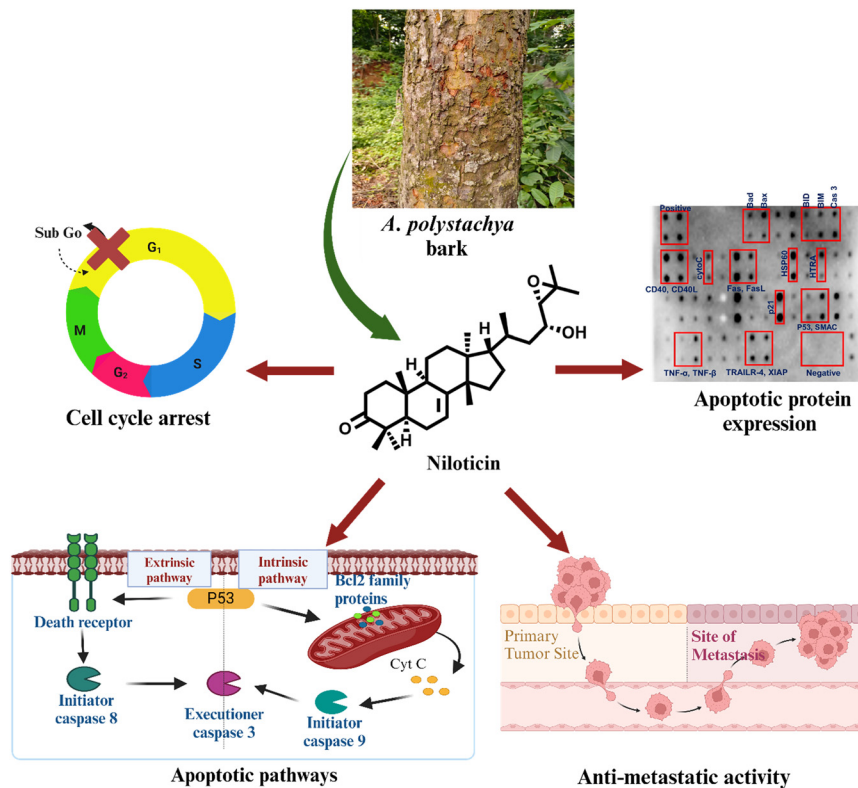 A. polystachya
bark
Sub Go
G₁
S
G₂
M
Cell cycle arrest
O
OH
H
H
O
H
Niloticin
Positive
Bad
Bax
BID
BIM
Cas 3
CD40, CD40L
cytoC
Fas, FasL
HSP60
HTRA
p21
P53, SMAC
TNF-α, TNF-β
TRAILR-4, XIAP
Negative
Apoptotic protein
expression
Extrinsic
pathway
Intrinsic
pathway
P53
Bcl2 family
proteins
Death receptor
Cyt C
Initiator
caspase 8
Executioner
caspase 3
Initiator
caspase 9
Apoptotic pathways
Primary
Tumor Site
Site of
Metastasis
Anti-metastatic activity